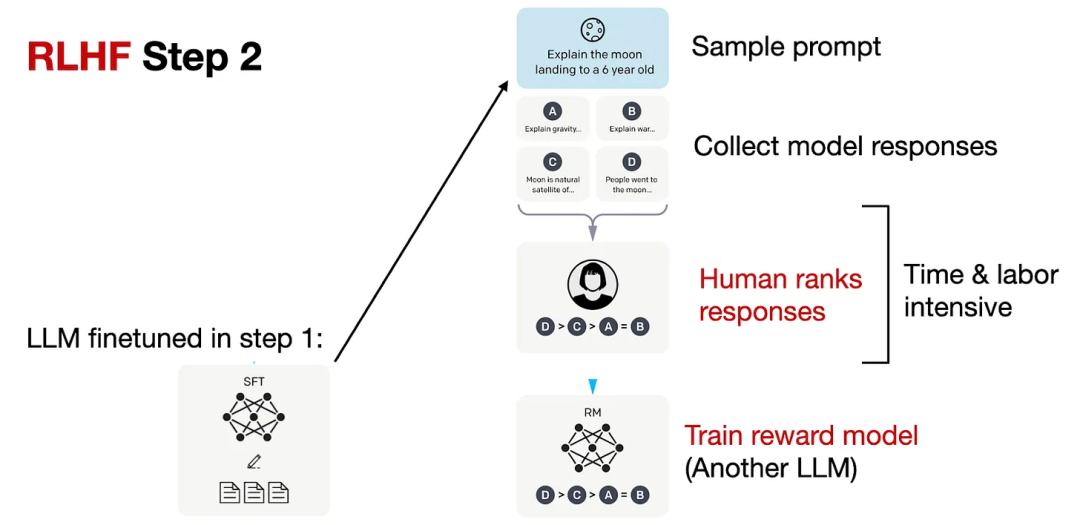 RLHF Step 2
Explain the moon
landing to a 6 year old
Sample prompt
A
Explain gravity...
B
Explain war...
C
Moon is natural
satellite of...
D
People went to
the moon...
Collect model responses
Human ranks
responses
D > C > A = B
Time & labor
intensive
LLM finetuned in step 1:
SFT
RM
D > C > A = B
Train reward model
(Another LLM)